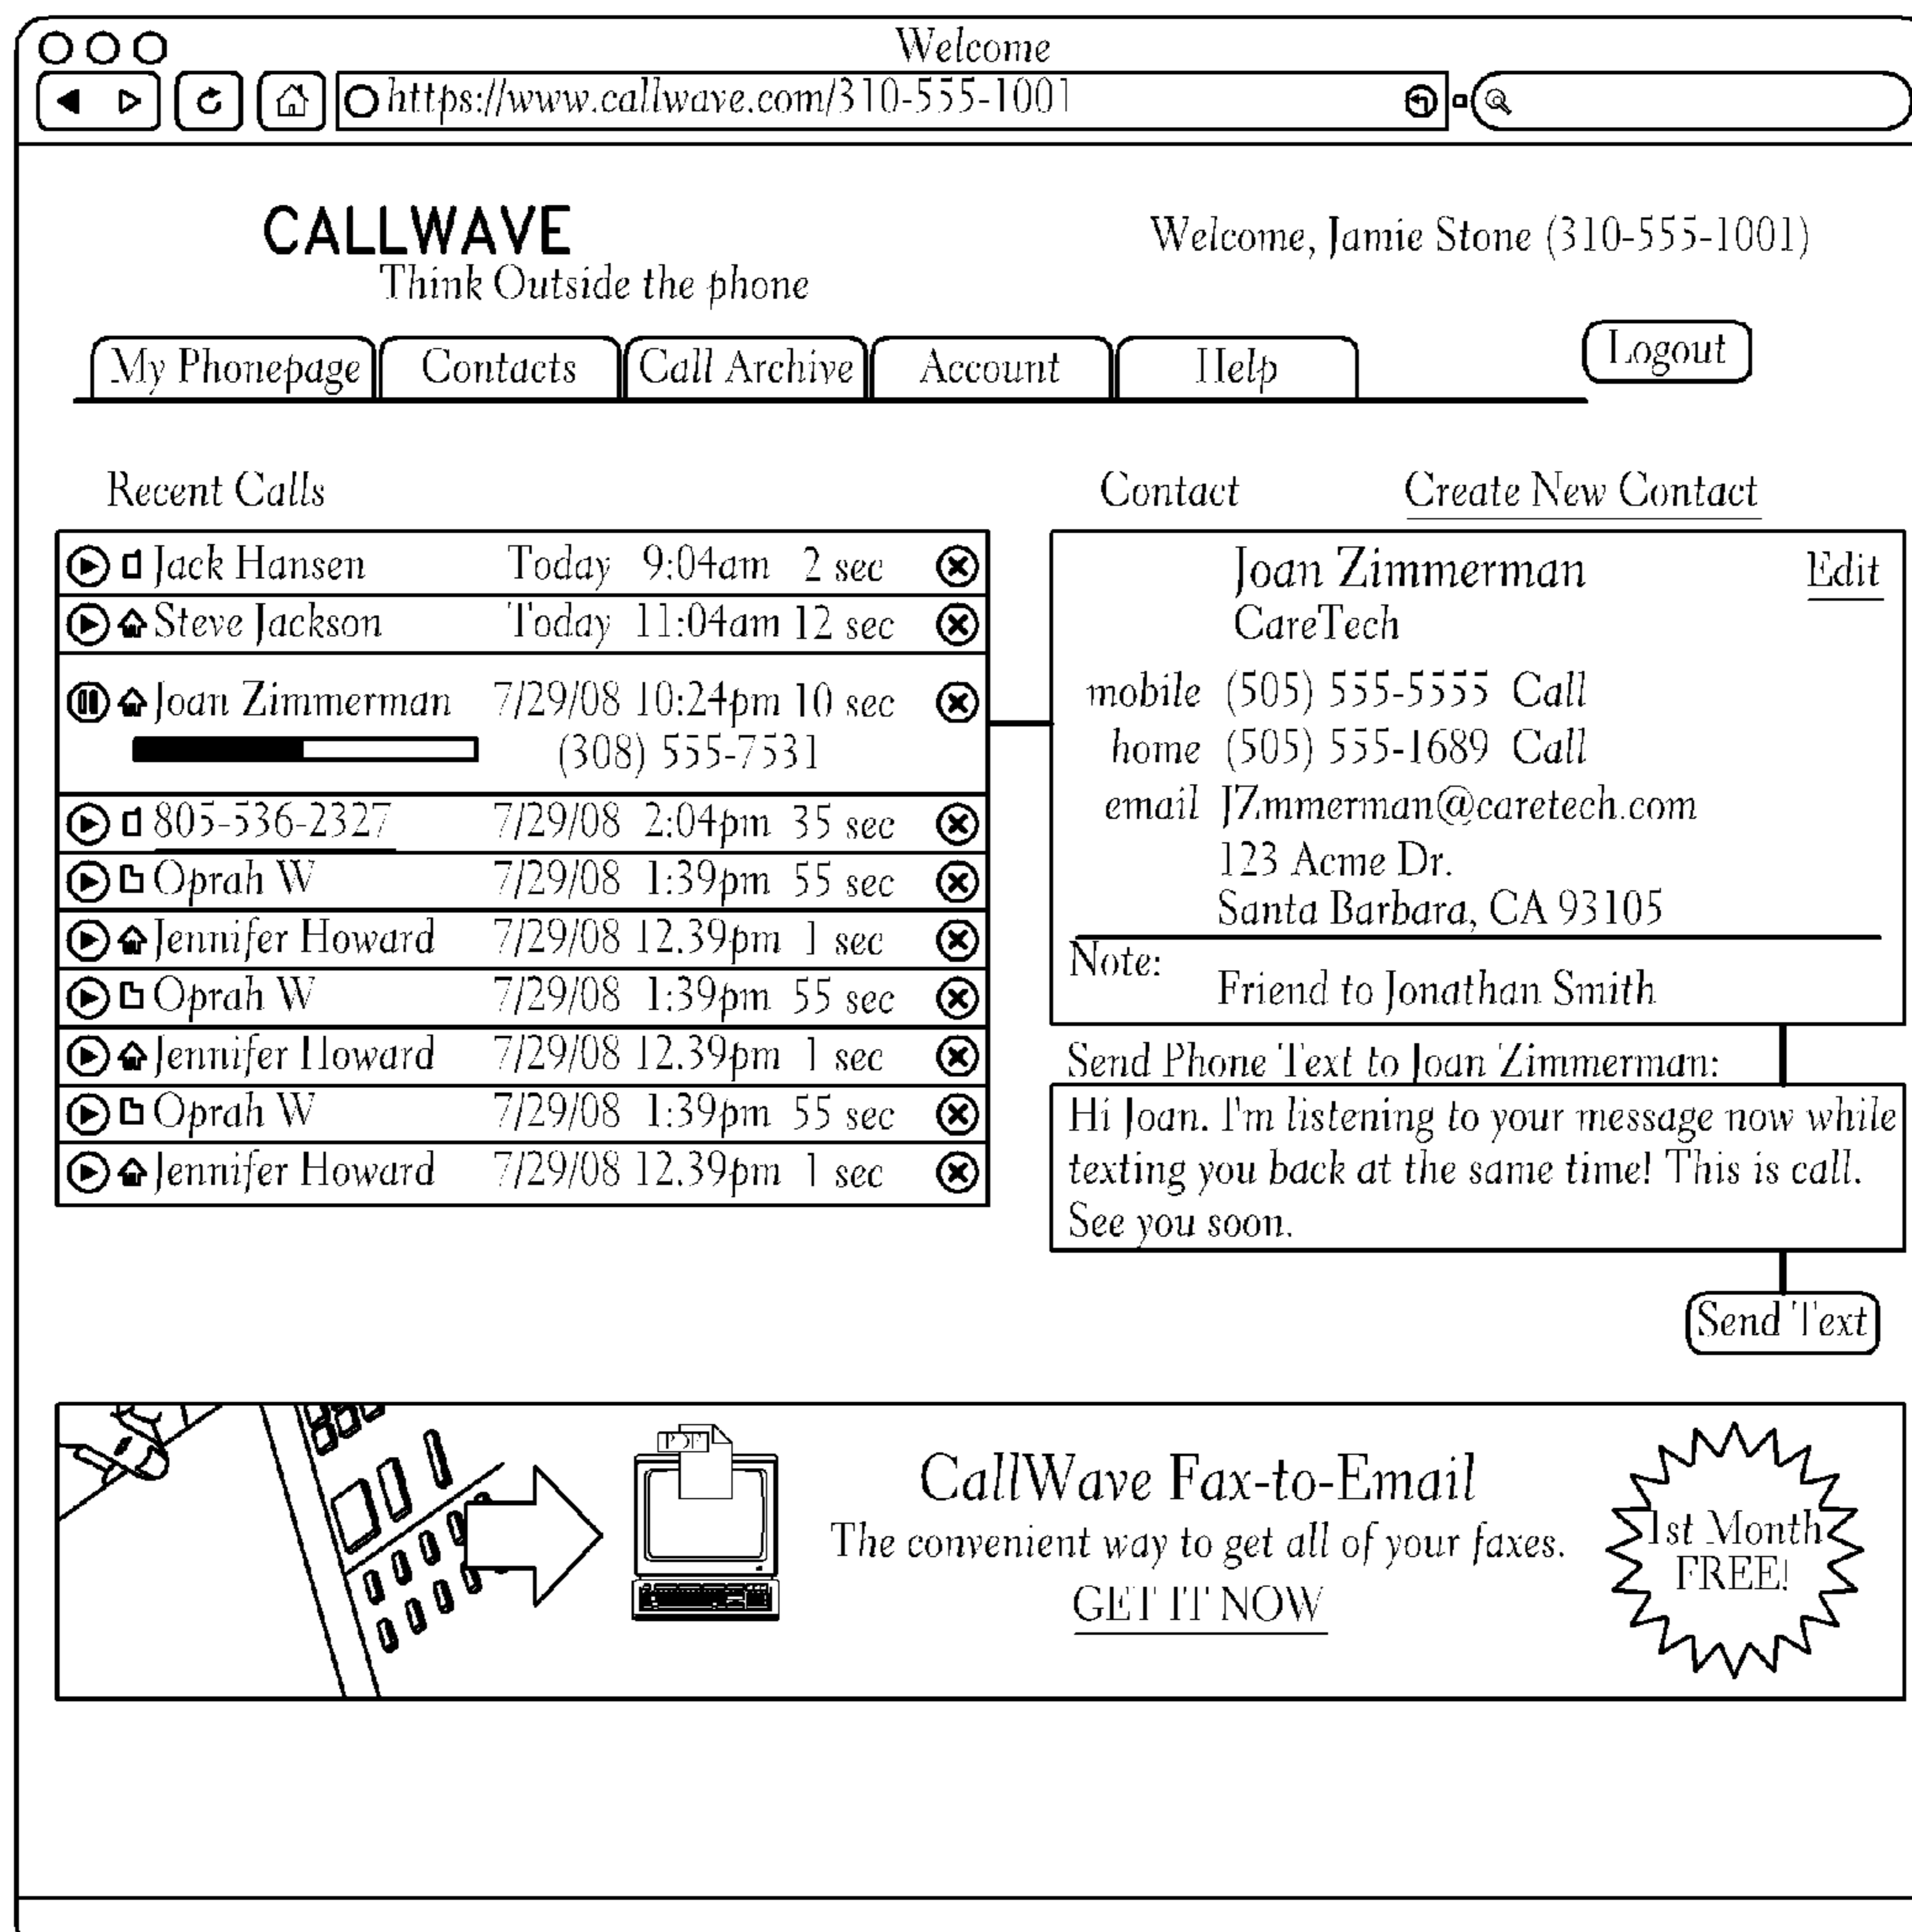 Welcome
https://www.callwave.com/310-555-1001
CALLWAVE
Think Outside the phone
Welcome, Jamie Stone (310-555-1001)
My Phonepage Contacts Call Archive Account Help Logout
Recent Calls
Jack Hansen Today 9:04am 2 sec
Steve Jackson Today 11:04am 12 sec
Joan Zimmerman 7/29/08 10:24pm 10 sec
(308) 555-7531
805-536-2327 7/29/08 2:04pm 35 sec
Oprah W 7/29/08 1:39pm 55 sec
Jennifer Howard 7/29/08 12.39pm 1 sec
Oprah W 7/29/08 1:39pm 55 sec
Jennifer Howard 7/29/08 12.39pm 1 sec
Oprah W 7/29/08 1:39pm 55 sec
Jennifer Howard 7/29/08 12.39pm 1 sec
Contact Create New Contact
Joan Zimmerman Edit
CareTech
mobile (505) 555-5555 Call
home (505) 555-1689 Call
email JZmmerman@caretech.com
123 Acme Dr.
Santa Barbara, CA 93105
Note:
Friend to Jonathan Smith
Send Phone Text to Joan Zimmerman:
Hi Joan. I'm listening to your message now while
texting you back at the same time! This is call.
See you soon.
Send Text
PDF
CallWave Fax-to-Email
The convenient way to get all of your faxes.
GET IT NOW
1st Month
FREE!